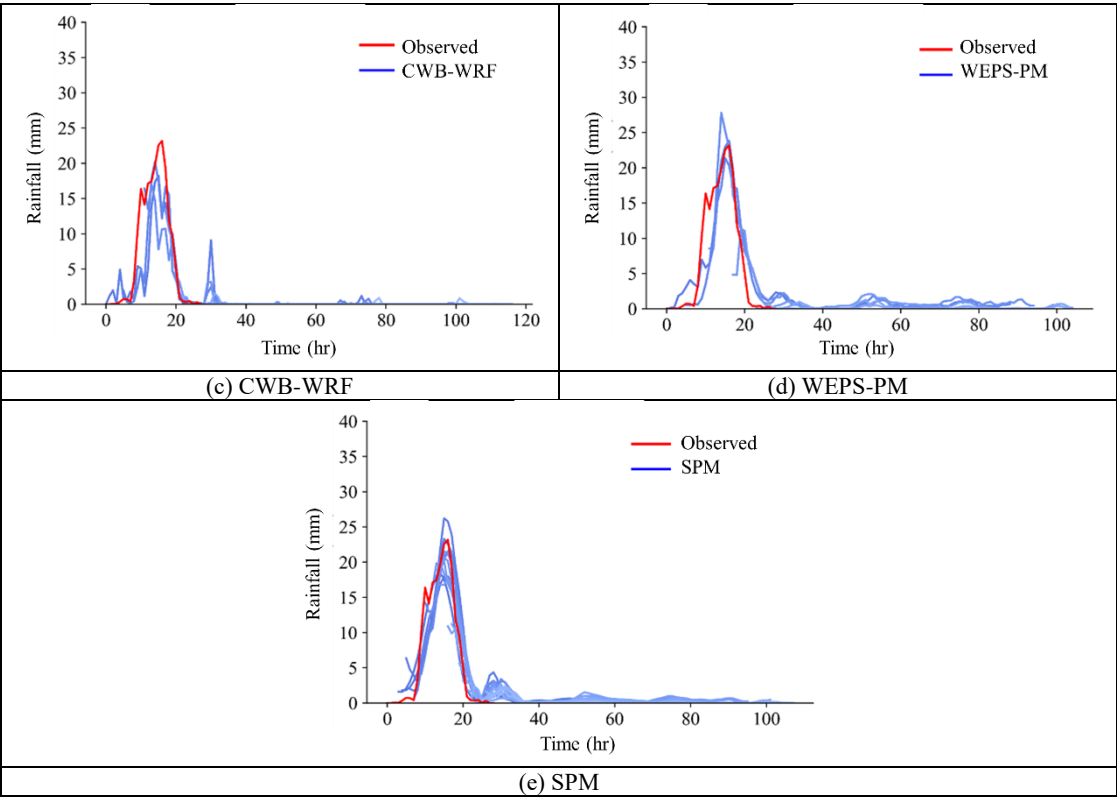 40
35
30
25
20
15
10
5
0
Rainfall (mm)
Observed
CWB-WRF
0 20 40 60 80 100 120
Time (hr)
(c) CWB-WRF
40
35
30
25
20
15
10
5
0
Rainfall (mm)
Observed
WEPS-PM
0 20 40 60 80 100
Time (hr)
(d) WEPS-PM
40
35
30
25
20
15
10
5
0
Rainfall (mm)
Observed
SPM
0 20 40 60 80 100
Time (hr)
(e) SPM